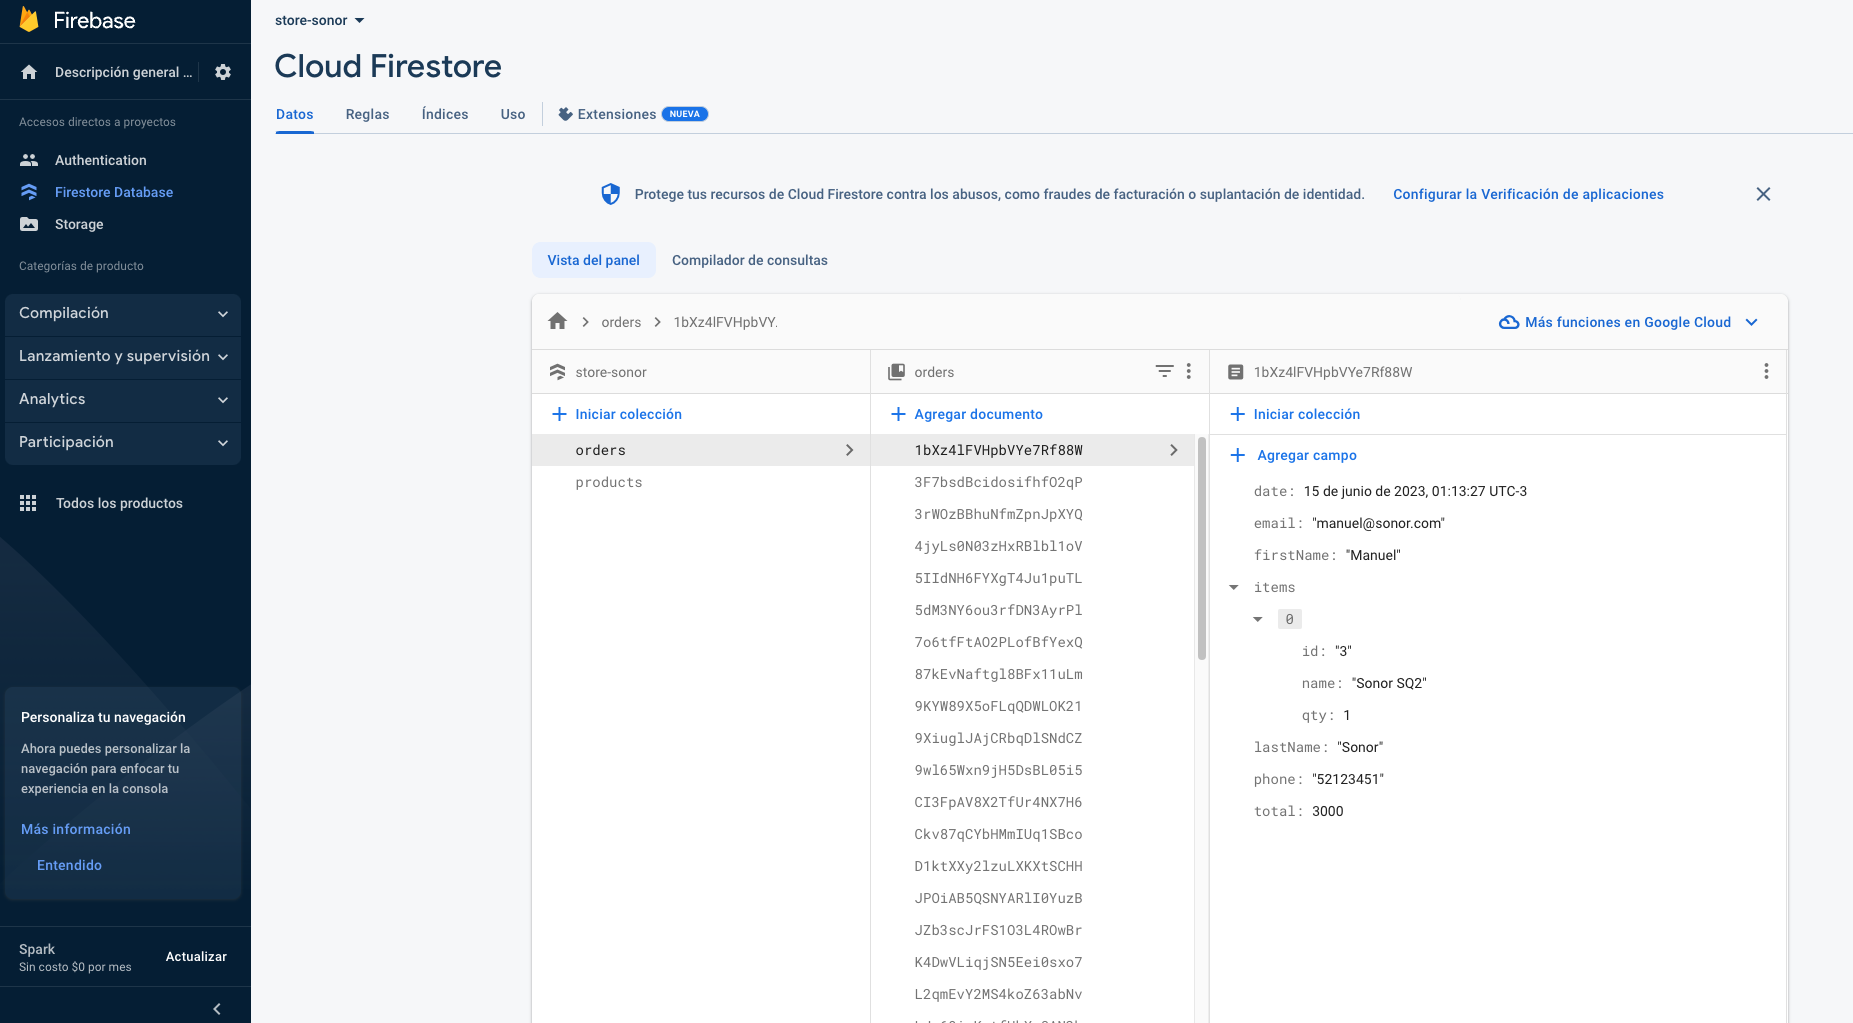 Firebase
Descripción general ...
Accesos directos a proyectos
Authentication
Firestore Database
Storage
Categorías de producto
Compilación
Lanzamiento y supervisión
Analytics
Participación
Todos los productos
Personaliza tu navegación
Ahora puedes personalizar la
navegación para enfocar tu
experiencia en la consola
Más información
Entendido
Spark
Sin costo $0 por mes
Actualizar
store-sonor
Cloud Firestore
Datos
Reglas
Índices
Uso
Extensiones NUEVA
Protege tus recursos de Cloud Firestore contra los abusos, como fraudes de facturación o suplantación de identidad.
Configurar la Verificación de aplicaciones
Vista del panel
Compilador de consultas
orders
1bXz4lFVHpbVY.
Más funciones en Google Cloud
store-sonor
Iniciar colección
orders
products
orders
Agregar documento
1bXz4lFVHpbVYe7Rf88W
3F7bsdBcidosifhfO2qP
3rWOzBBhuNfmZpnJpXYQ
4jyLs0N03zHxRBlbl1oV
5IIdNH6FYXgT4Ju1puTL
5dM3NY6ou3rfDN3AyrPl
7o6tfFtAO2PLofBfYexQ
87kEvNaftgl8BFx11uLm
9KYW89X5oFLqQDWLOK21
9XiuglJAjCRbqDlSNdCZ
9wl65Wxn9jH5DsBL05i5
CI3FpAV8X2TfUr4NX7H6
Ckv87qCYbHMmIUq1SBco
D1ktXXy2lzuLXKXtSCHH
JPOiAB5QSNYARlI0YuzB
JZb3scJrFS1O3L4ROwBr
K4DwVLiqjSN5Eei0sxo7
L2qmEvY2MS4koZ63abNv
1bXz4lFVHpbVYe7Rf88W
Iniciar colección
Agregar campo
date: 15 de junio de 2023, 01:13:27 UTC-3
email: "manuel@sonor.com"
firstName: "Manuel"
items
0
id: "3"
name: "Sonor SQ2"
qty: 1
lastName: "Sonor"
phone: "52123451"
total: 3000